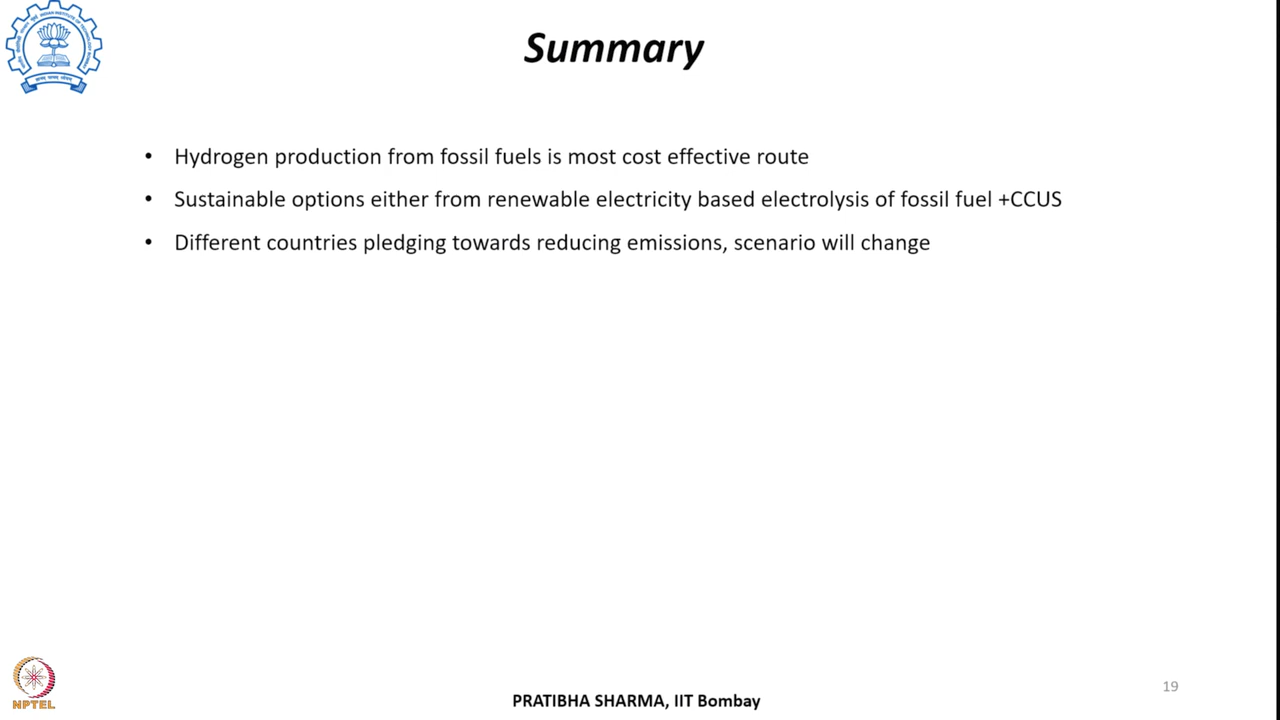 Summary
• Hydrogen production from fossil fuels is most cost effective route
• Sustainable options either from renewable electricity based electrolysis of fossil fuel +CCUS
• Different countries pledging towards reducing emissions, scenario will change
NPTEL
PRATIBHA SHARMA, IIT Bombay
19